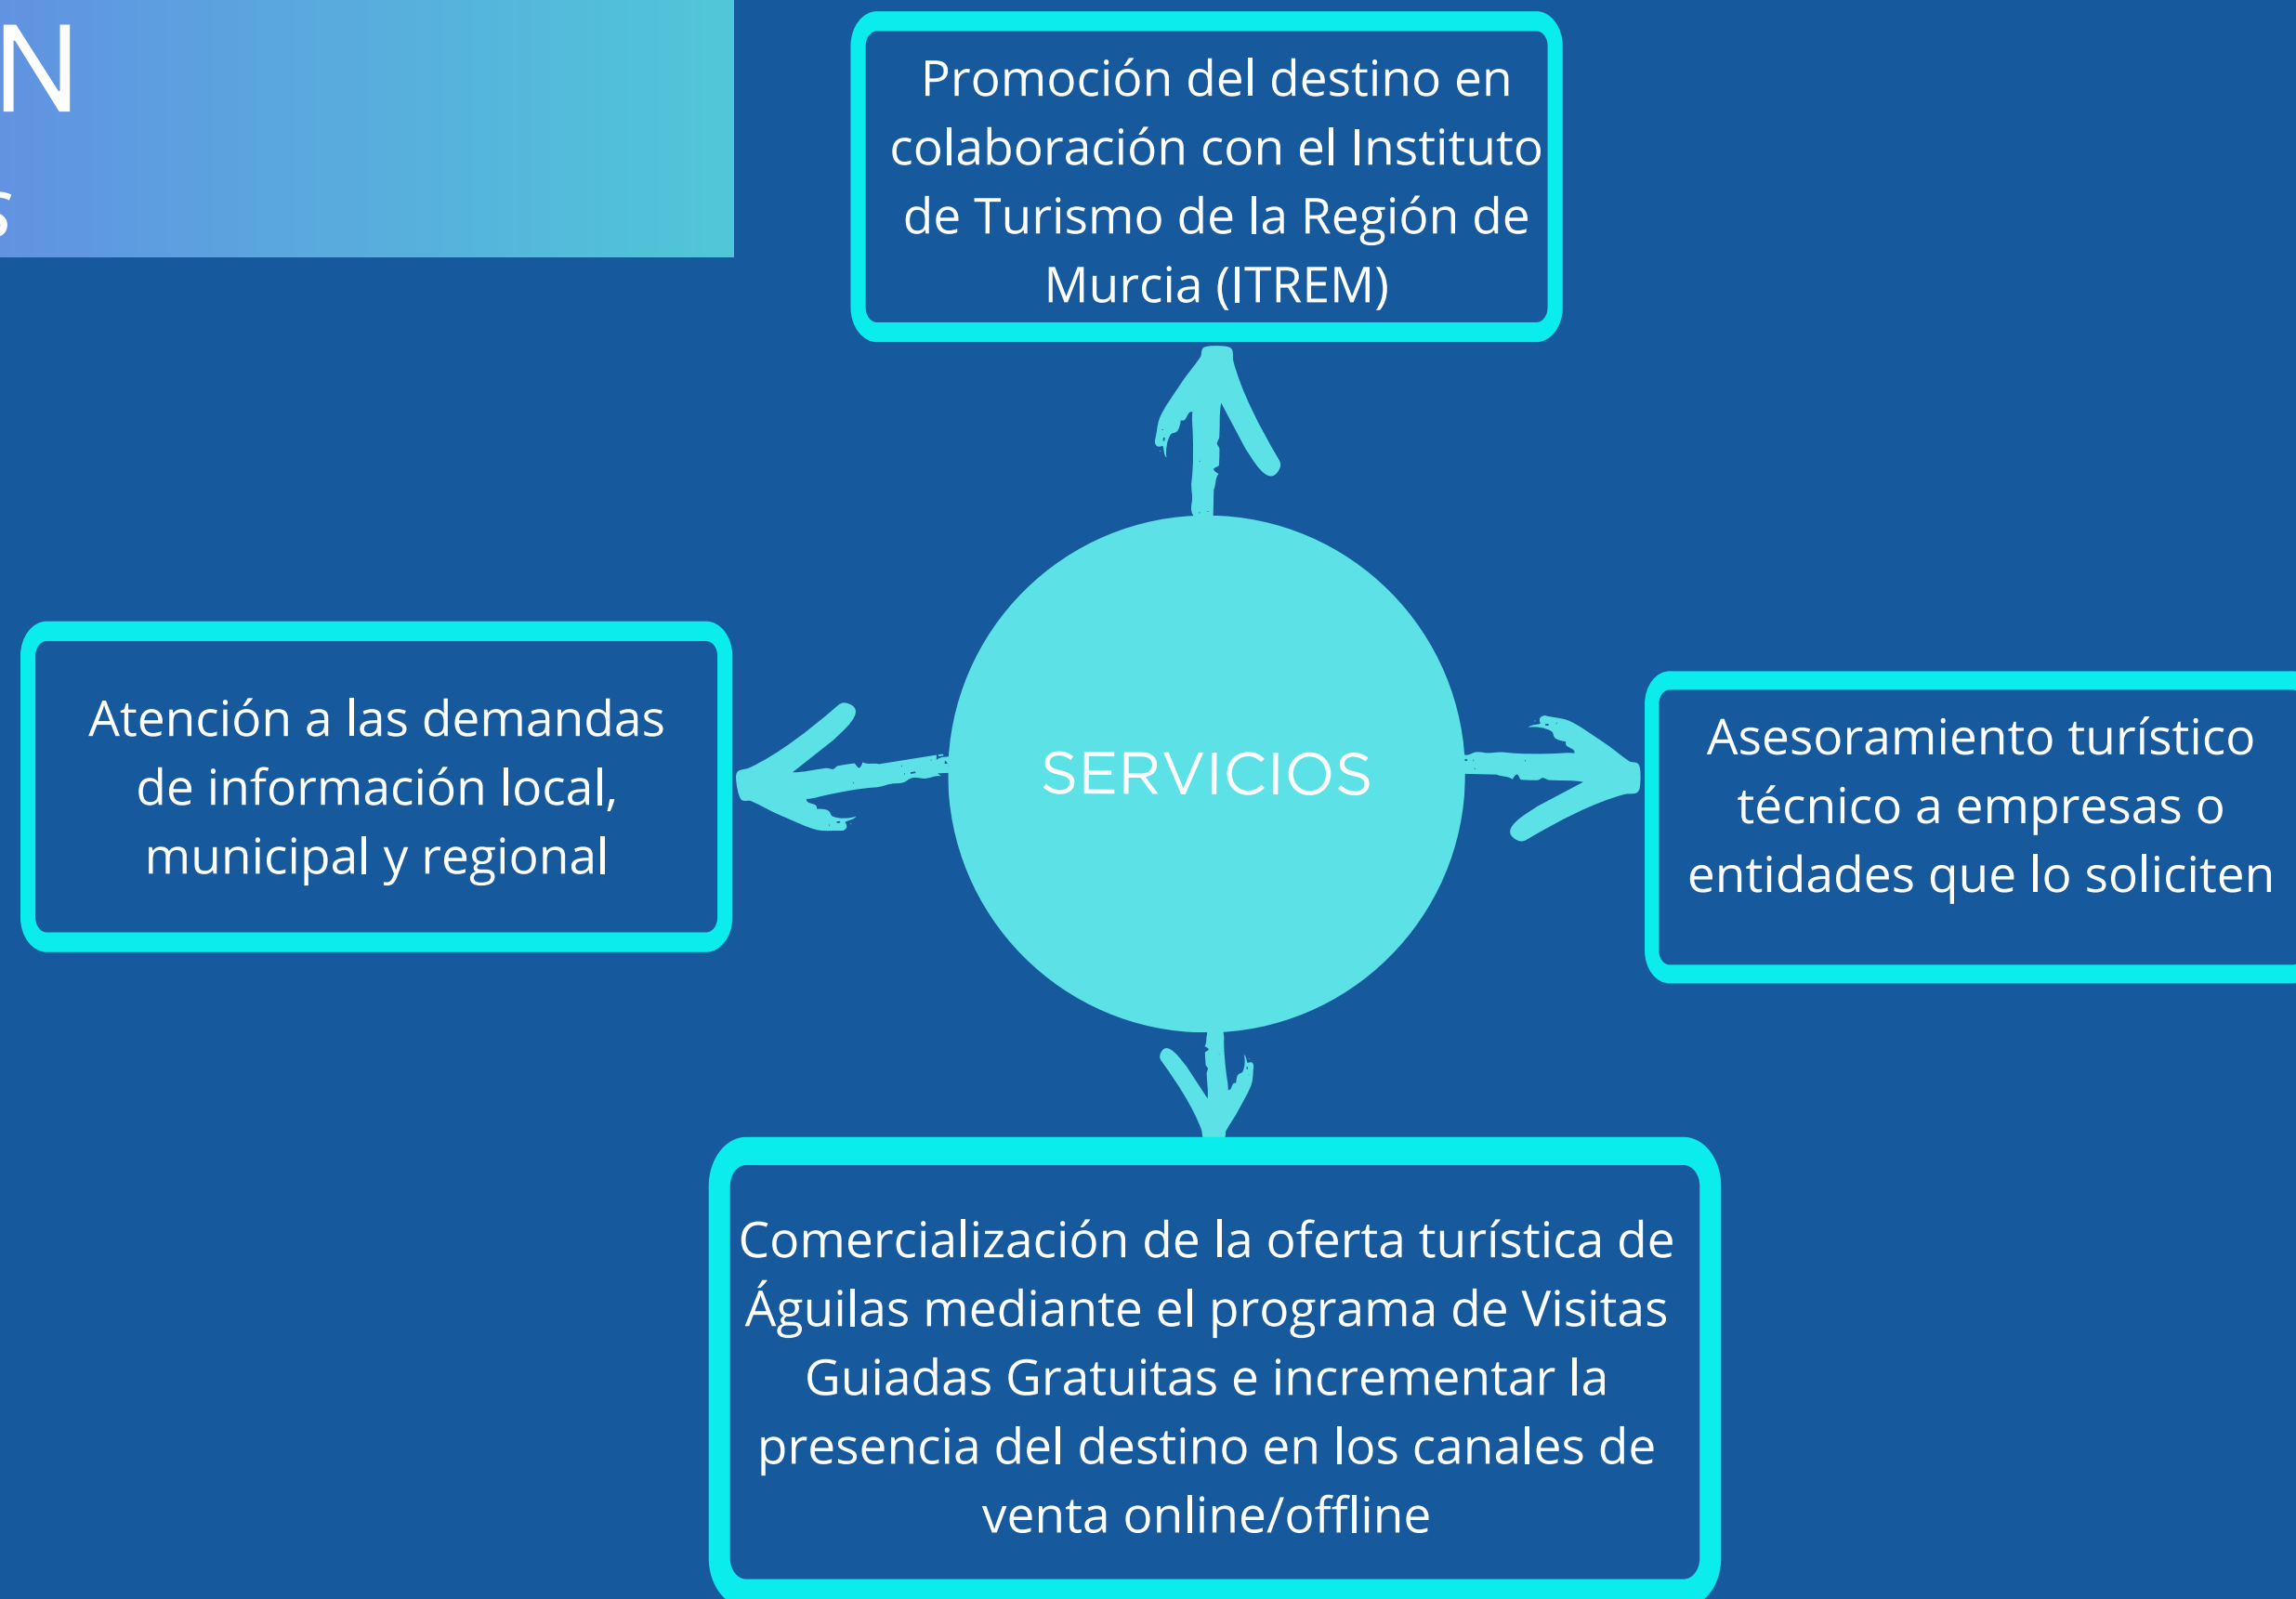 N
s
Promoción del destino en
colaboración con el Instituto
de Turismo de la Región de
Murcia (ITREM)
Atención a las demandas
de información local,
municipal y regional
SERVICIOS
Asesoramiento turístico
técnico a empresas o
entidades que lo soliciten
Comercialización de la oferta turística de
Águilas mediante el programa de Visitas
Guiadas Gratuitas e incrementar la
presencia del destino en los canales de
venta online/offline